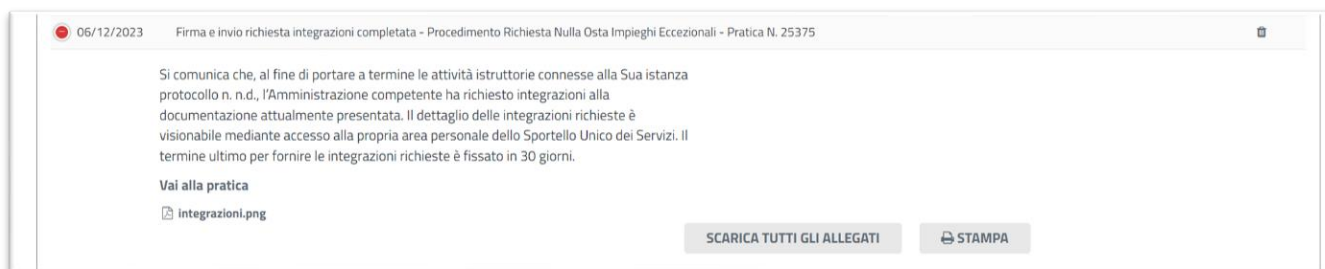 06/12/2023 Firma e invio richiesta integrazioni completata - Procedimento Richiesta Nulla Osta Impieghi Eccezionali - Pratica N. 25375
Si comunica che, al fine di portare a termine le attività istruttorie connesse alla Sua istanza
protocollo n. n.d., l’Amministrazione competente ha richiesto integrazioni alla
documentazione attualmente presentata. Il dettaglio delle integrazioni richieste è
visionabile mediante accesso alla propria area personale dello Sportello Unico dei Servizi. Il
termine ultimo per fornire le integrazioni richieste è fissato in 30 giorni.
Vai alla pratica
integrazioni.png
SCARICA TUTTI GLI ALLEGATI STAMPA